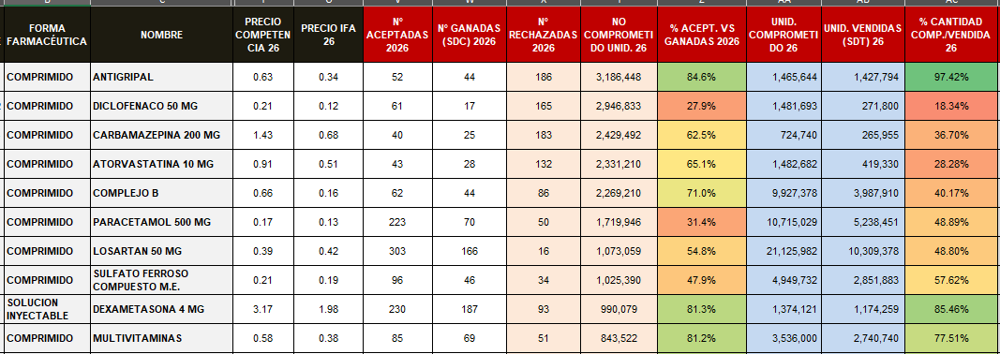 FORMA FARMACÉUTICA | NOMBRE | PRECIO COMPETENCIA 26 | PRECIO IFA 26 | Nº ACEPTADAS 2026 | Nº GANADAS (SDC) 2026 | Nº RECHAZADAS 2026 | NO COMPROMETIDO UNID. 26 | % ACEPT. VS GANADAS 2026 | UNID. COMPROMETIDO 26 | UNID. VENDIDAS (SDT) 26 | % CANTIDAD COMP./VENDIDA 26
COMPRIMIDO | ANTIGRIPAL | 0.63 | 0.34 | 52 | 44 | 186 | 3,186,448 | 84.6% | 1,465,644 | 1,427,794 | 97.42%
COMPRIMIDO | DICLOFENACO 50 MG | 0.21 | 0.12 | 61 | 17 | 165 | 2,946,833 | 27.9% | 1,481,693 | 271,800 | 18.34%
COMPRIMIDO | CARBAMAZEPINA 200 MG | 1.43 | 0.68 | 40 | 25 | 183 | 2,429,492 | 62.5% | 724,740 | 265,955 | 36.70%
COMPRIMIDO | ATORVASTATINA 10 MG | 0.91 | 0.51 | 43 | 28 | 132 | 2,331,210 | 65.1% | 1,482,682 | 419,330 | 28.28%
COMPRIMIDO | COMPLEJO B | 0.66 | 0.16 | 62 | 44 | 86 | 2,269,210 | 71.0% | 9,927,378 | 3,987,910 | 40.17%
COMPRIMIDO | PARACETAMOL 500 MG | 0.17 | 0.13 | 223 | 70 | 50 | 1,719,946 | 31.4% | 10,715,029 | 5,238,451 | 48.89%
COMPRIMIDO | LOSARTAN 50 MG | 0.39 | 0.42 | 303 | 166 | 16 | 1,073,059 | 54.8% | 21,125,982 | 10,309,378 | 48.80%
COMPRIMIDO | SULFATO FERROSO COMPUESTO M.E. | 0.21 | 0.19 | 96 | 46 | 34 | 1,025,390 | 47.9% | 4,949,732 | 2,851,883 | 57.62%
SOLUCION INYECTABLE | DEXAMETASONA 4 MG | 3.17 | 1.98 | 230 | 187 | 93 | 990,079 | 81.3% | 1,374,121 | 1,174,259 | 85.46%
COMPRIMIDO | MULTIVITAMINAS | 0.58 | 0.38 | 85 | 69 | 51 | 843,522 | 81.2% | 3,536,000 | 2,740,740 | 77.51%